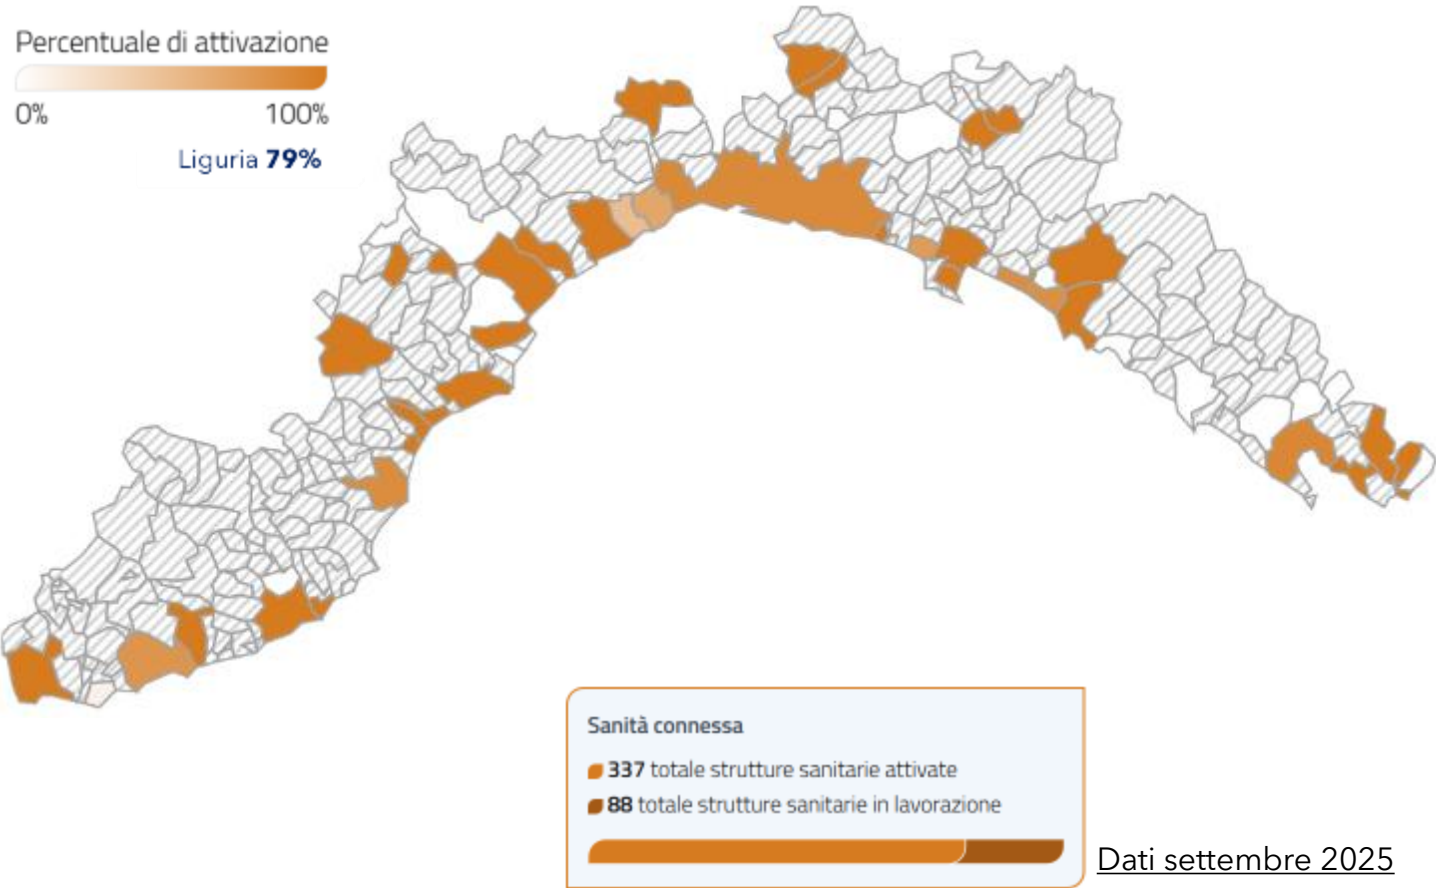 Percentuale di attivazione
0% 100%
Liguria 79%
Sanità connessa
337 totale strutture sanitarie attivate
88 totale strutture sanitarie in lavorazione
Dati settembre 2025